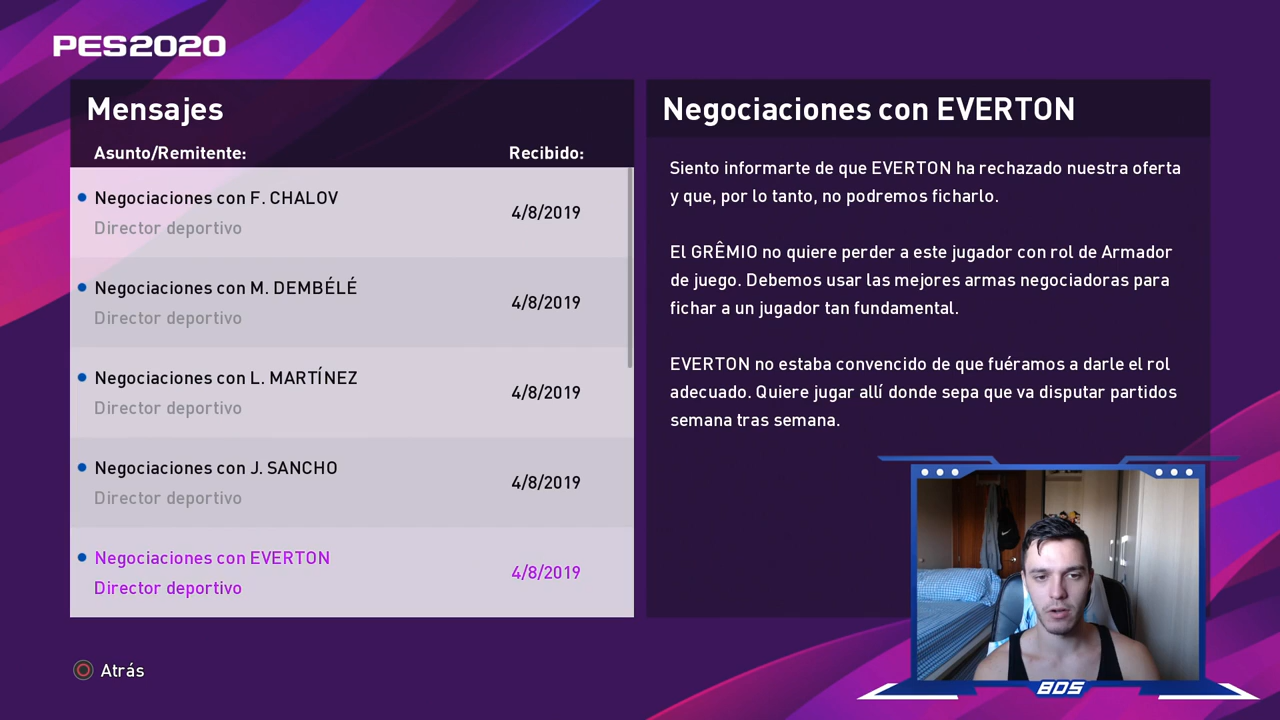 PES2020
Mensajes
Asunto/Remitente:
Recibido:
Negociaciones con F. CHALOV
Director deportivo
4/8/2019
Negociaciones con M. DEMBÉLÉ
Director deportivo
4/8/2019
Negociaciones con L. MARTÍNEZ
Director deportivo
4/8/2019
Negociaciones con J. SANCHO
Director deportivo
4/8/2019
Negociaciones con EVERTON
Director deportivo
4/8/2019
Negociaciones con EVERTON
Siento informarte de que EVERTON ha rechazado nuestra oferta
y que, por lo tanto, no podremos ficharlo.
El GRÊMIO no quiere perder a este jugador con rol de Armador
de juego. Debemos usar las mejores armas negociadoras para
fichar a un jugador tan fundamental.
EVERTON no estaba convencido de que fuéramos a darle el rol
adecuado. Quiere jugar allí donde sepa que va disputar partidos
semana tras semana.
BDS
Atrás